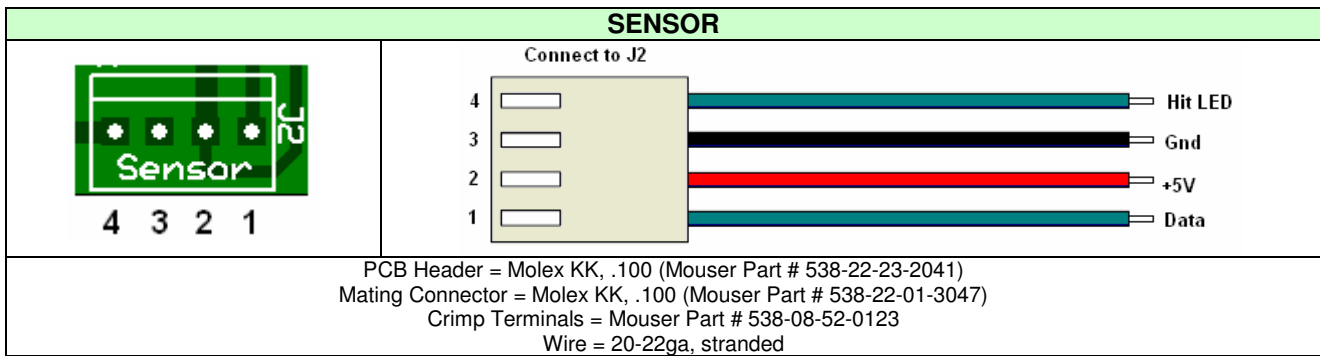 SENSOR
J2
Sensor
4 3 2 1
Connect to J2
4 Hit LED
3 Gnd
2 +5V
1 Data
PCB Header = Molex KK, .100 (Mouser Part # 538-22-23-2041)
Mating Connector = Molex KK, .100 (Mouser Part # 538-22-01-3047)
Crimp Terminals = Mouser Part # 538-08-52-0123
Wire = 20-22ga, stranded